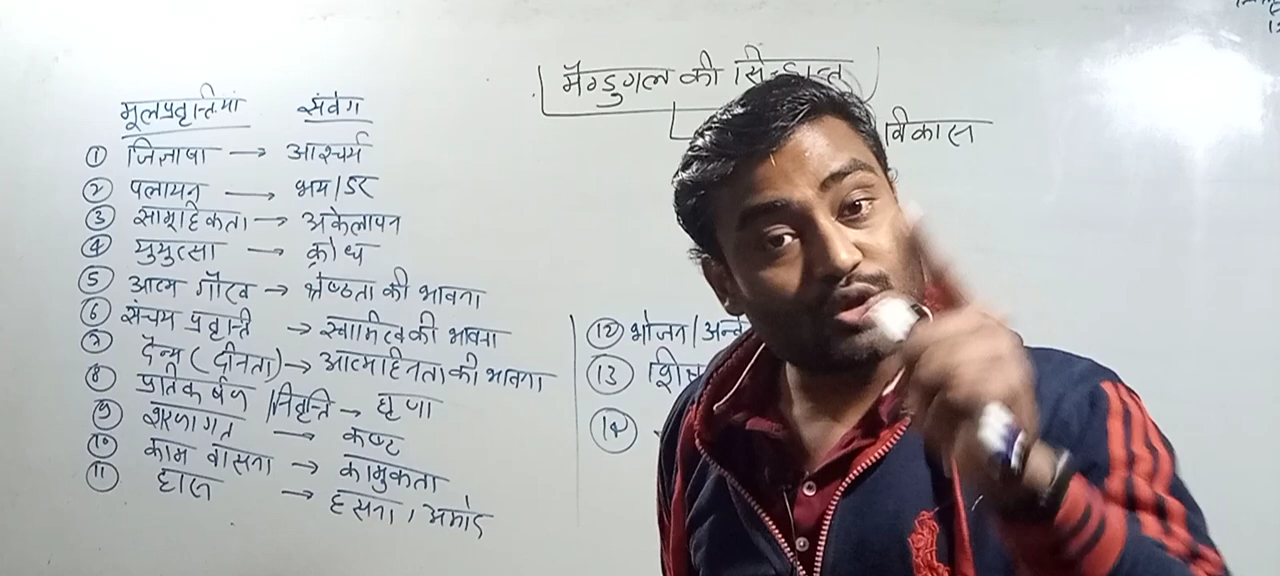 मैग्डुगल की सिद्धान्त
विकास
मूलप्रवृत्तियां संवेग
① जिज्ञाषा → आश्चर्य
② पलायन → भय/डर
③ सामूहिकता → अकेलापन
④ युयुत्सा → क्रोध
⑤ आत्म गौरव → श्रेष्ठता की भावना
⑥ संचय प्रवृत्ति → स्वामित्व की भावना
⑦ दैन्य (दीनता) → आत्महिनता की भावना
⑧ प्रतिकर्षण /निवृत्ति → घृणा
⑨ शरणागत → कष्ट
⑩ काम वासना → कामुकता
⑪ हास → हसना, अमोद
⑫ भोजन/
⑬
⑭